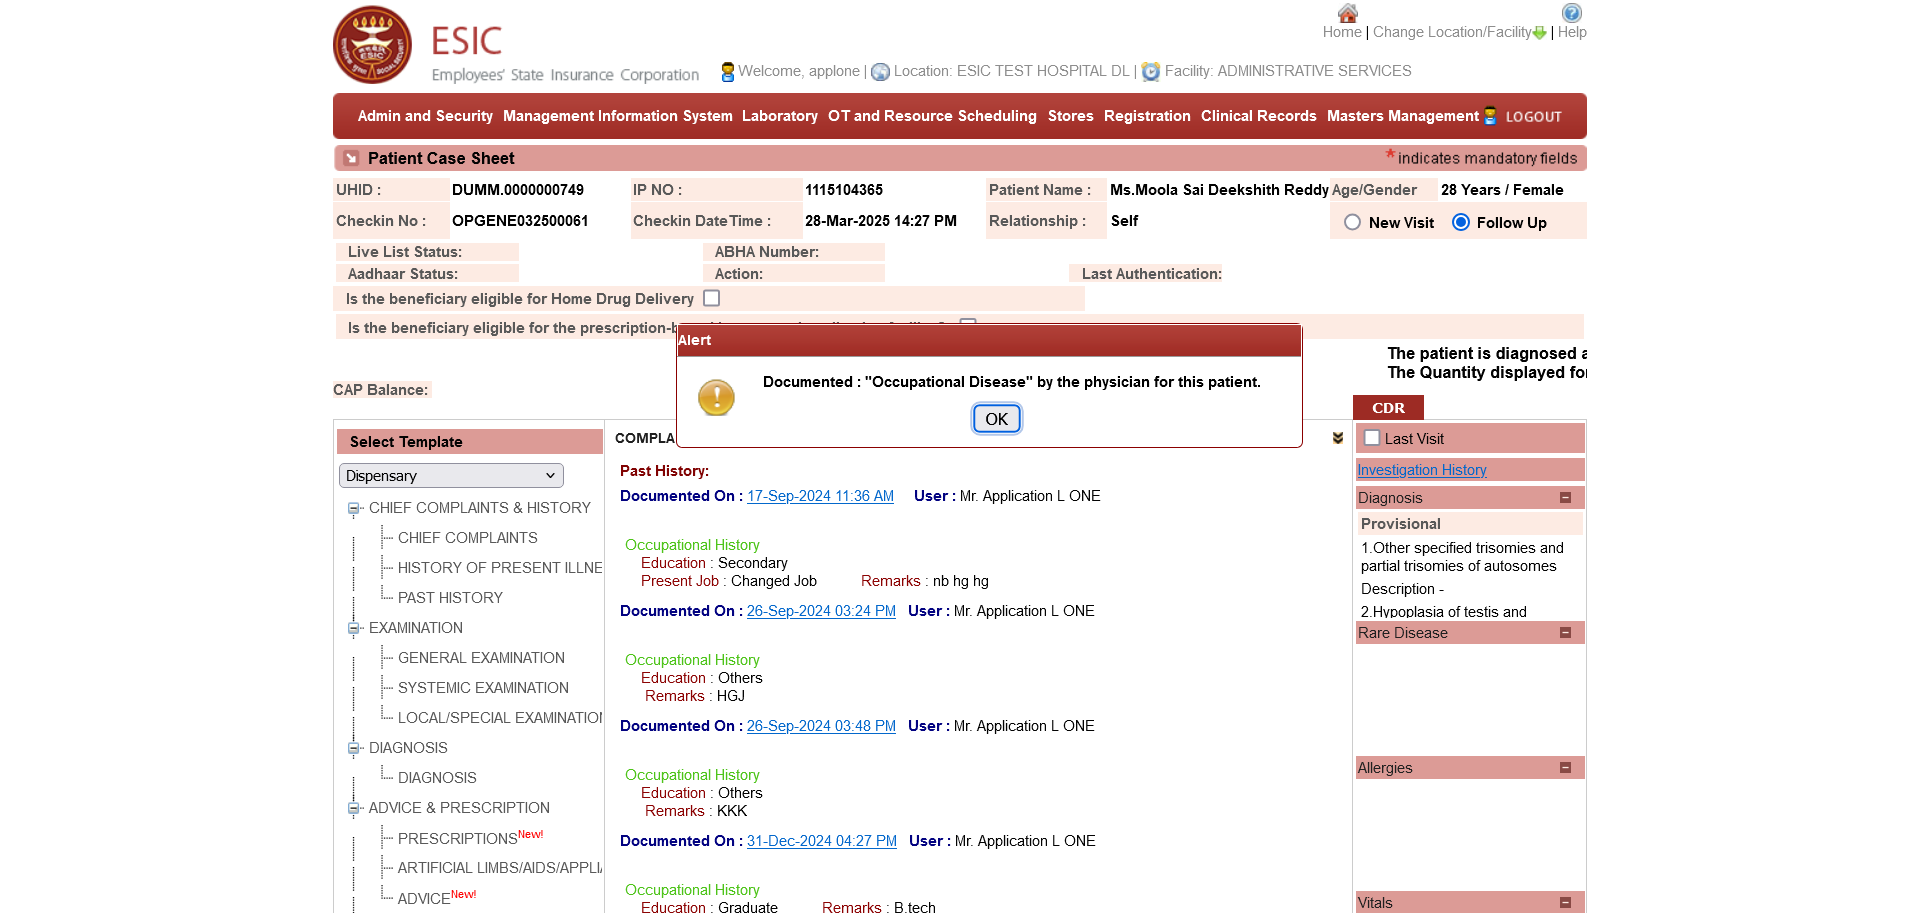 ESIC
Employees' State Insurance Corporation
Home | Change Location/Facility | Help
Welcome, applone | Location: ESIC TEST HOSPITAL DL | Facility: ADMINISTRATIVE SERVICES
Admin and Security Management Information System Laboratory OT and Resource Scheduling Stores Registration Clinical Records Masters Management LOGOUT
Patient Case Sheet
* indicates mandatory fields
UHID : DUMM.0000000749 IP NO : 1115104365 Patient Name : Ms.Moola Sai Deekshith Reddy Age/Gender 28 Years / Female
Checkin No : OPGENE032500061 Checkin DateTime : 28-Mar-2025 14:27 PM Relationship : Self New Visit Follow Up
Live List Status: ABHA Number:
Aadhaar Status: Action: Last Authentication:
Is the beneficiary eligible for Home Drug Delivery
Is the beneficiary eligible for the prescription-b
Alert
Documented : "Occupational Disease" by the physician for this patient.
OK
The patient is diagnosed a
The Quantity displayed for
CAP Balance:
CDR
Select Template
Dispensary
CHIEF COMPLAINTS & HISTORY
CHIEF COMPLAINTS
HISTORY OF PRESENT ILLNE
PAST HISTORY
EXAMINATION
GENERAL EXAMINATION
SYSTEMIC EXAMINATION
LOCAL/SPECIAL EXAMINATION
DIAGNOSIS
DIAGNOSIS
ADVICE & PRESCRIPTION
PRESCRIPTIONS New!
ARTIFICIAL LIMBS/AIDS/APPLI
ADVICE New!
COMPLA
Past History:
Documented On : 17-Sep-2024 11:36 AM User : Mr. Application L ONE
Occupational History
Education : Secondary
Present Job : Changed Job Remarks : nb hg hg
Documented On : 26-Sep-2024 03:24 PM User : Mr. Application L ONE
Occupational History
Education : Others
Remarks : HGJ
Documented On : 26-Sep-2024 03:48 PM User : Mr. Application L ONE
Occupational History
Education : Others
Remarks : KKK
Documented On : 31-Dec-2024 04:27 PM User : Mr. Application L ONE
Occupational History
Education : Graduate Remarks : B.tech
Last Visit
Investigation History
Diagnosis
Provisional
1.Other specified trisomies and
partial trisomies of autosomes
Description -
2.Hypoplasia of testis and
Rare Disease
Allergies
Vitals